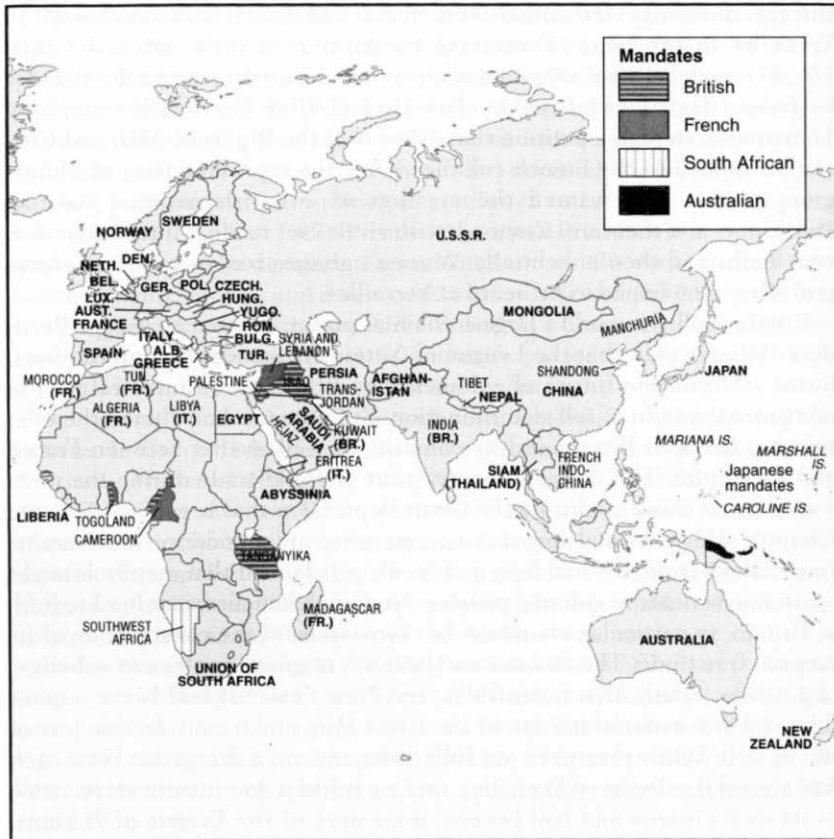 Mandates
British
French
South African
Australian
NORWAY
SWEDEN
DEN.
NETH.
BEL.
LUX.
AUST.
FRANCE
GER.
POL.
CZECH.
HUNG.
YUGO.
ROM.
BULG.
ITALY
ALB.
SPAIN
GREECE
TUR.
U.S.S.R.
SYRIA AND
LEBANON
PALESTINE
IRAQ
PERSIA
TRANS-
JORDAN
AFGHAN-
ISTAN
MONGOLIA
MANCHURIA
TIBET
NEPAL
SHANDONG
CHINA
JAPAN
MOROCCO
(FR.)
TUN.
(FR.)
ALGERIA
(FR.)
LIBYA
(IT.)
EGYPT
HEJAZ
SAUDI
ARABIA
KUWAIT
(BR.)
ERITREA
(IT.)
ABYSSINIA
INDIA
(BR.)
SIAM
(THAILAND)
FRENCH
INDO-
CHINA
MARIANA IS.
MARSHALL
IS.
Japanese
mandates
CAROLINE IS.
LIBERIA
TOGOLAND
CAMEROON
TANGANYIKA
MADAGASCAR
(FR.)
SOUTHWEST
AFRICA
UNION OF
SOUTH AFRICA
AUSTRALIA
NEW
ZEALAND